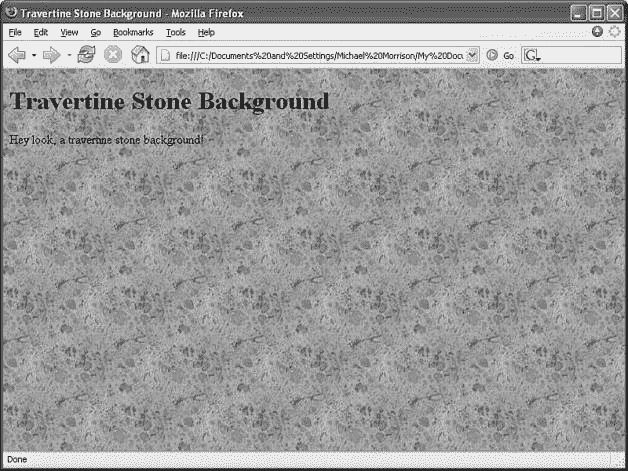 Travertine Stone Background - Mozilla Firefox
File Edit View Go Bookmarks Tools Help
file:///C:/Documents%20and%20Settings/Michael%20Morrison/My%20Docu Go G
Travertine Stone Background
Hey look, a travertine stone background!
Done